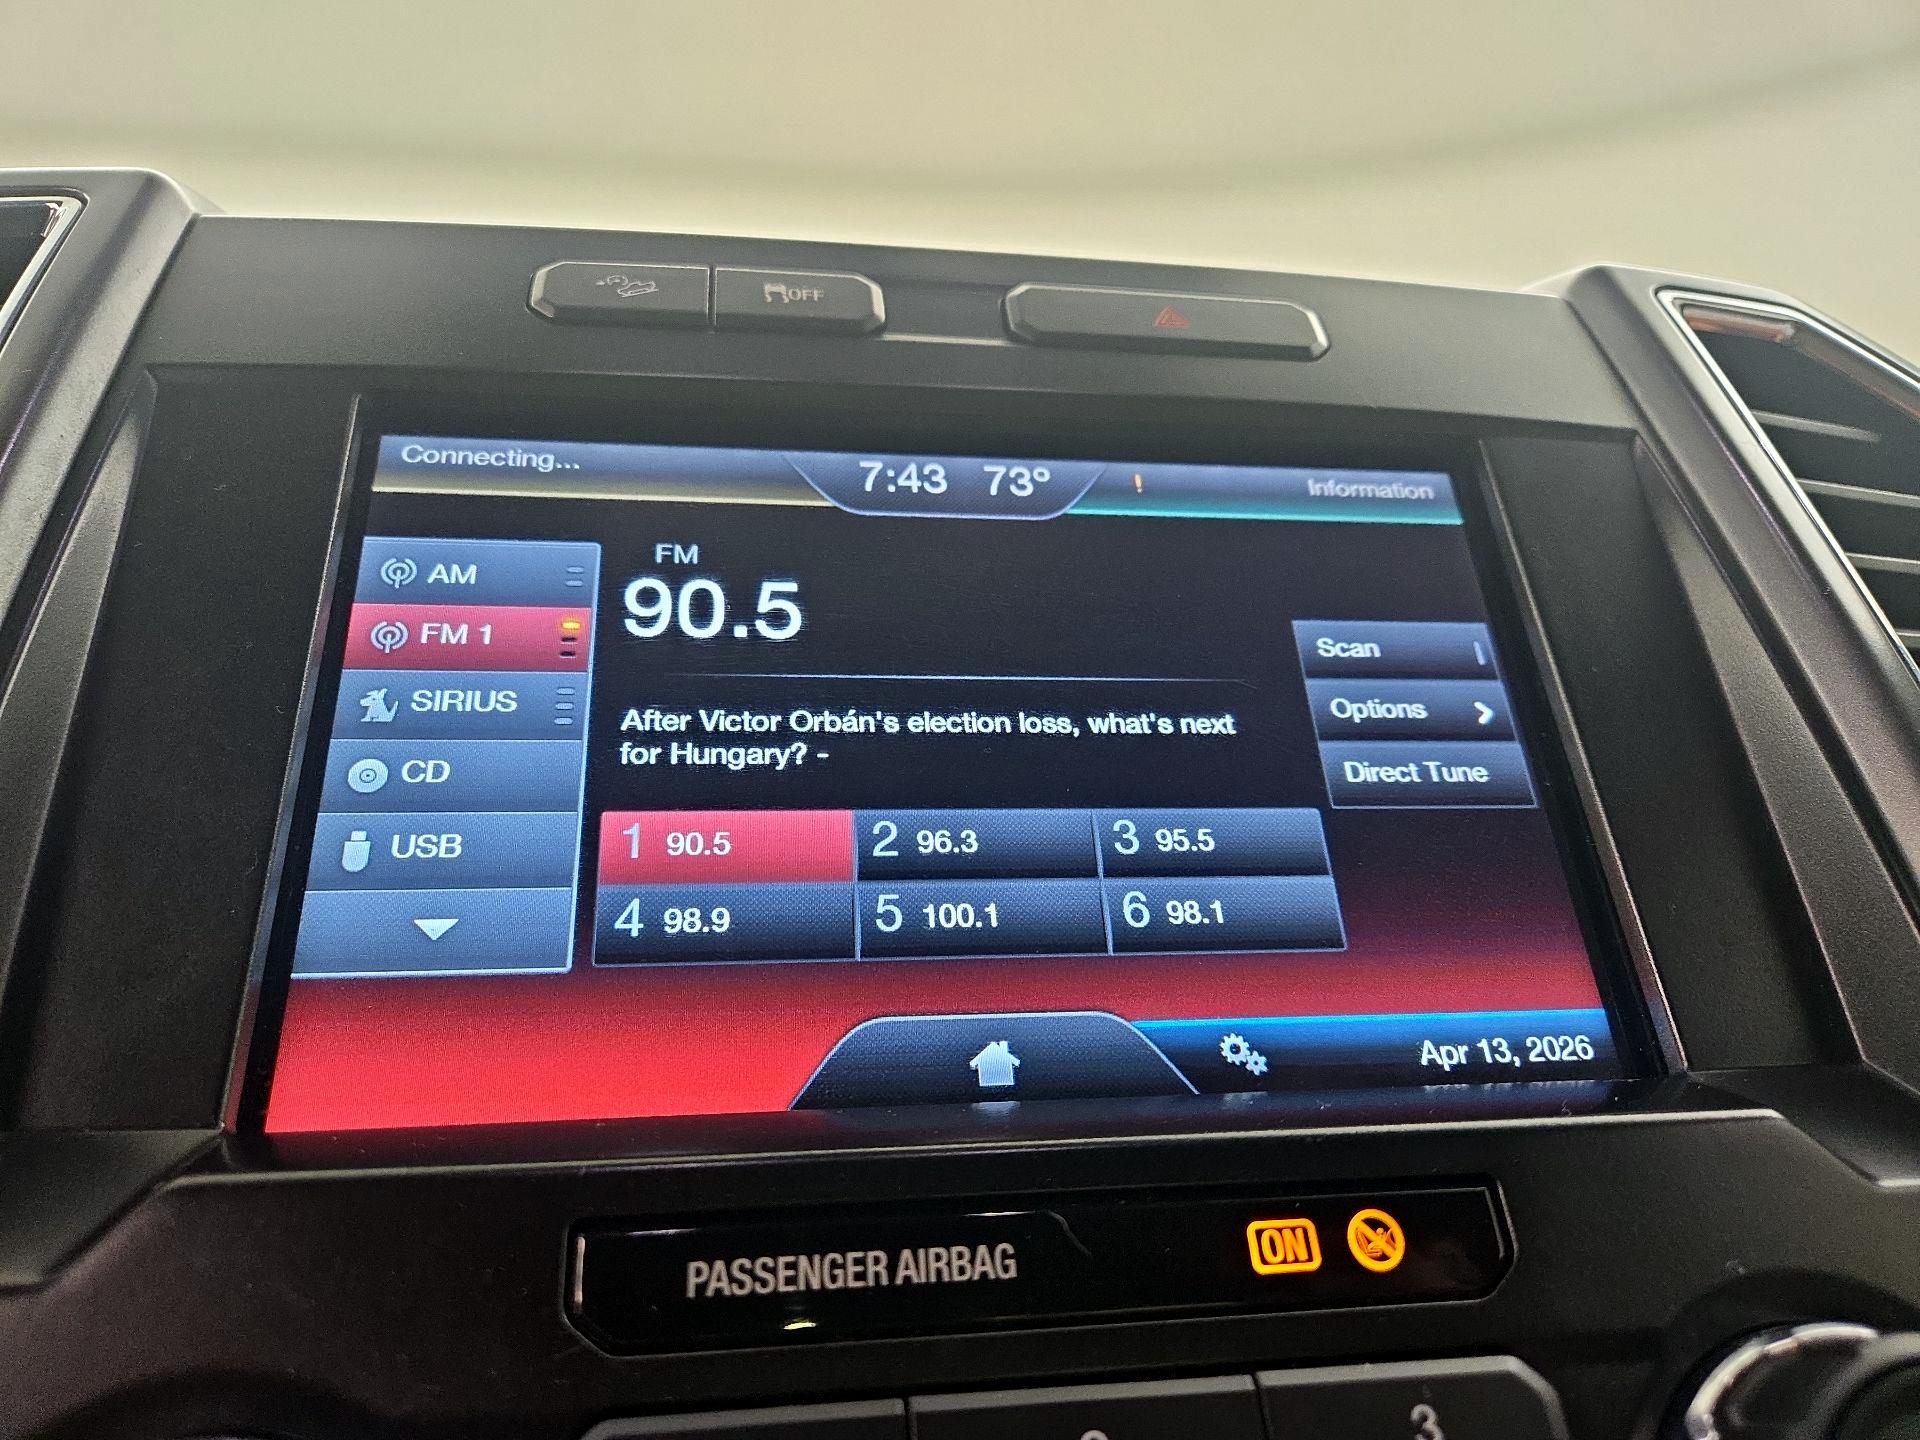 OFF
Connecting...
7:43 73°
!
Information
AM
FM 1
SIRIUS
CD
USB
FM
90.5
After Victor Orbán's election loss, what's next
for Hungary? -
Scan
Options
Direct Tune
1 90.5
2 96.3
3 95.5
4 98.9
5 100.1
6 98.1
Apr 13, 2026
PASSENGER AIRBAG
ON
3